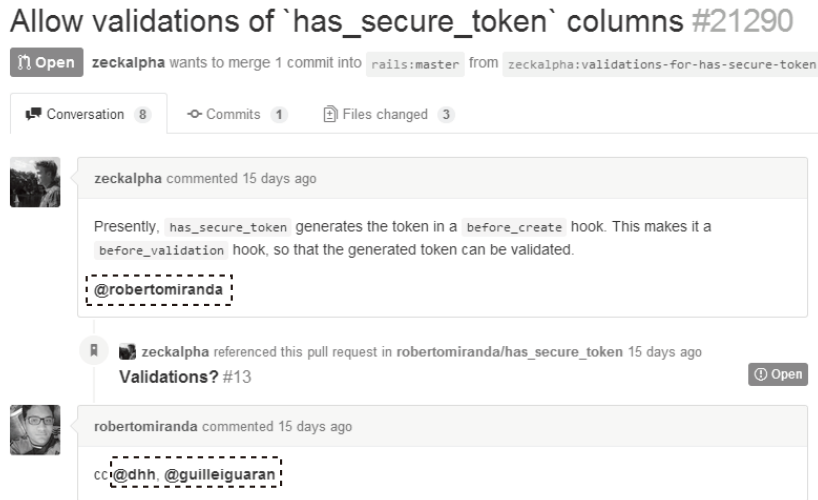 Allow validations of `has_secure_token` columns #21290
Open zeckalpha wants to merge 1 commit into rails:master from zeckalpha:validations-for-has-secure-token
Conversation 8 Commits 1 Files changed 3
zeckalpha commented 15 days ago
Presently, has_secure_token generates the token in a before_create hook. This makes it a
before_validation hook, so that the generated token can be validated.
@robertomiranda
zeckalpha referenced this pull request in robertomiranda/has_secure_token 15 days ago
Validations? #13 Open
robertomiranda commented 15 days ago
cc @dhh, @guilleiguaran